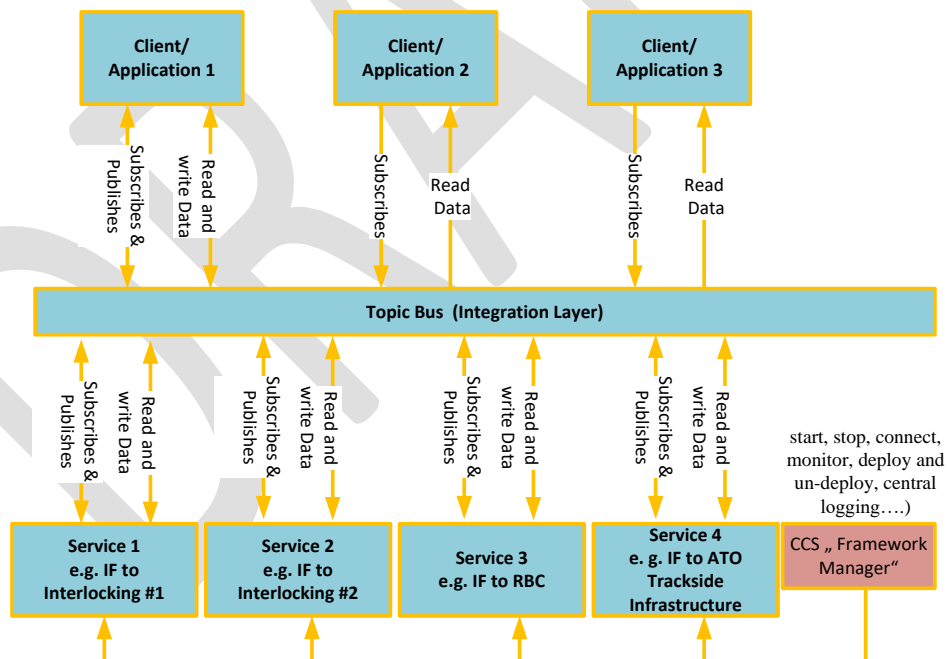 Client/
Application 1
Client/
Application 2
Client/
Application 3
Subscribes &
Publishes
Read and
write Data
Subscribes
Read
Data
Subscribes
Read
Data
Topic Bus (Integration Layer)
Subscribes &
Publishes
Read and
write Data
Subscribes &
Publishes
Read and
write Data
Subscribes &
Publishes
Read and
write Data
Subscribes &
Publishes
Read and
write Data
start, stop, connect,
monitor, deploy and
un-deploy, central
logging….)
Service 1
e.g. IF to
Interlocking #1
Service 2
e.g. IF to
Interlocking #2
Service 3
e.g. IF to RBC
Service 4
e. g. IF to ATO
Trackside
Infrastructure
CCS „ Framework
Manager“